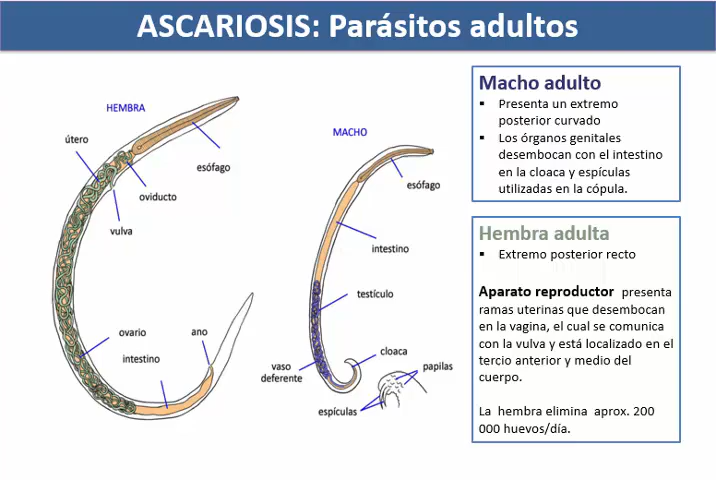 ASCARIOSIS: Parásitos adultos
HEMBRA
útero
esófago
oviducto
vulva
ovario
ano
intestino
MACHO
esófago
intestino
testículo
cloaca
vaso
deferente
papilas
espículas
Macho adulto
▪ Presenta un extremo
posterior curvado
▪ Los órganos genitales
desembocan con el intestino
en la cloaca y espículas
utilizadas en la cópula.
Hembra adulta
▪ Extremo posterior recto
Aparato reproductor presenta
ramas uterinas que desembocan
en la vagina, el cual se comunica
con la vulva y está localizado en el
tercio anterior y medio del
cuerpo.
La hembra elimina aprox. 200
000 huevos/día.